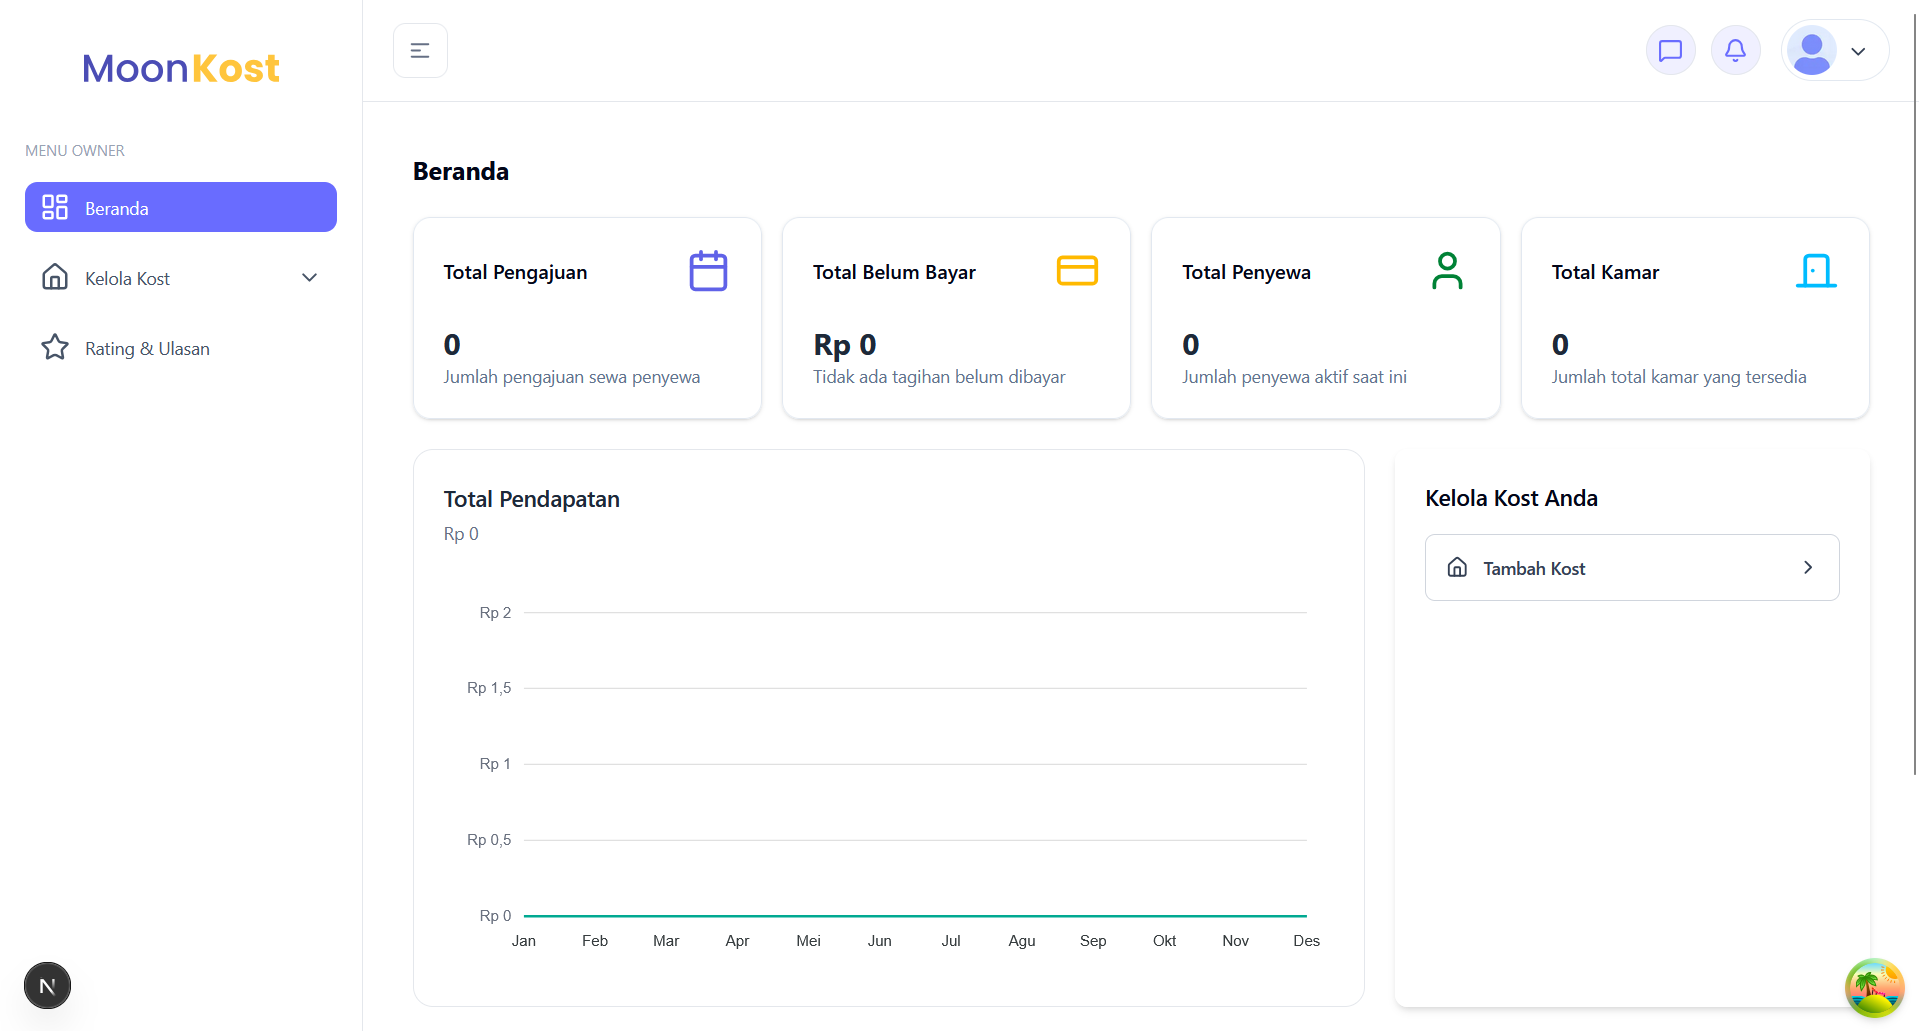 MoonKost
MENU OWNER
Beranda
Kelola Kost
Rating & Ulasan
N
Beranda
Total Pengajuan
0
Jumlah pengajuan sewa penyewa
Total Belum Bayar
Rp 0
Tidak ada tagihan belum dibayar
Total Penyewa
0
Jumlah penyewa aktif saat ini
Total Kamar
0
Jumlah total kamar yang tersedia
Total Pendapatan
Rp 0
Rp 2
Rp 1,5
Rp 1
Rp 0,5
Rp 0
Jan Feb Mar Apr Mei Jun Jul Agu Sep Okt Nov Des
Kelola Kost Anda
Tambah Kost